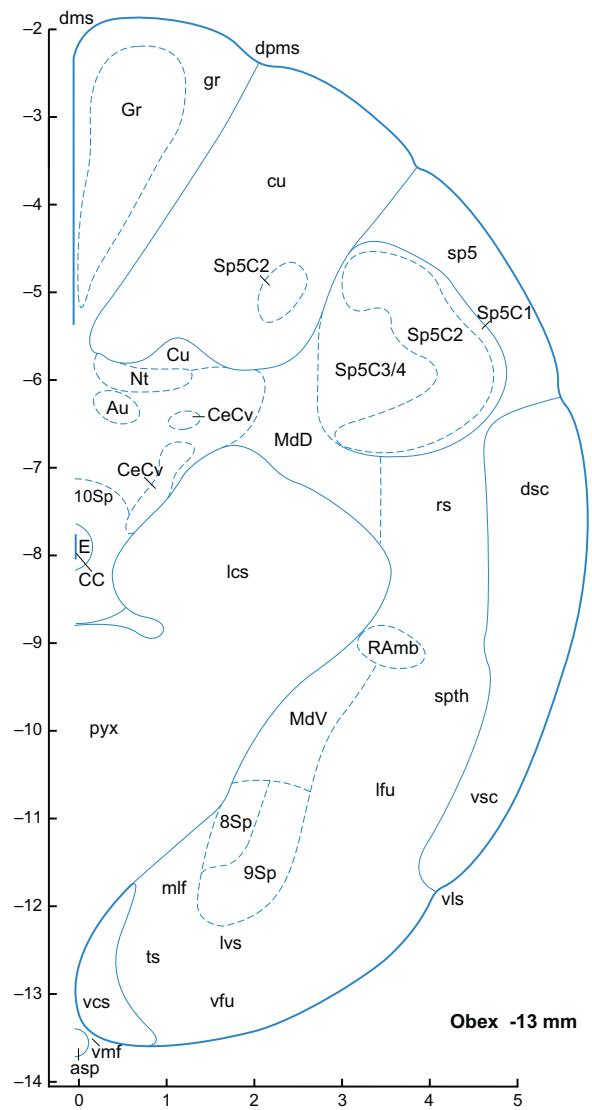 dms
–2
dpms
gr
Gr
–3
cu
–4
sp5
Sp5C2
–5
Sp5C1
Sp5C2
Cu
Sp5C3/4
Nt
–6
Au
CeCv
MdD
CeCv
–7
10Sp
dsc
rs
E
–8
lcs
CC
RAmb
–9
spth
MdV
pyx
–10
lfu
vsc
8Sp
–11
9Sp
mlf
vls
–12
lvs
ts
vcs
vfu
–13
Obex -13 mm
vmf
asp
–14
0 1 2 3 4 5